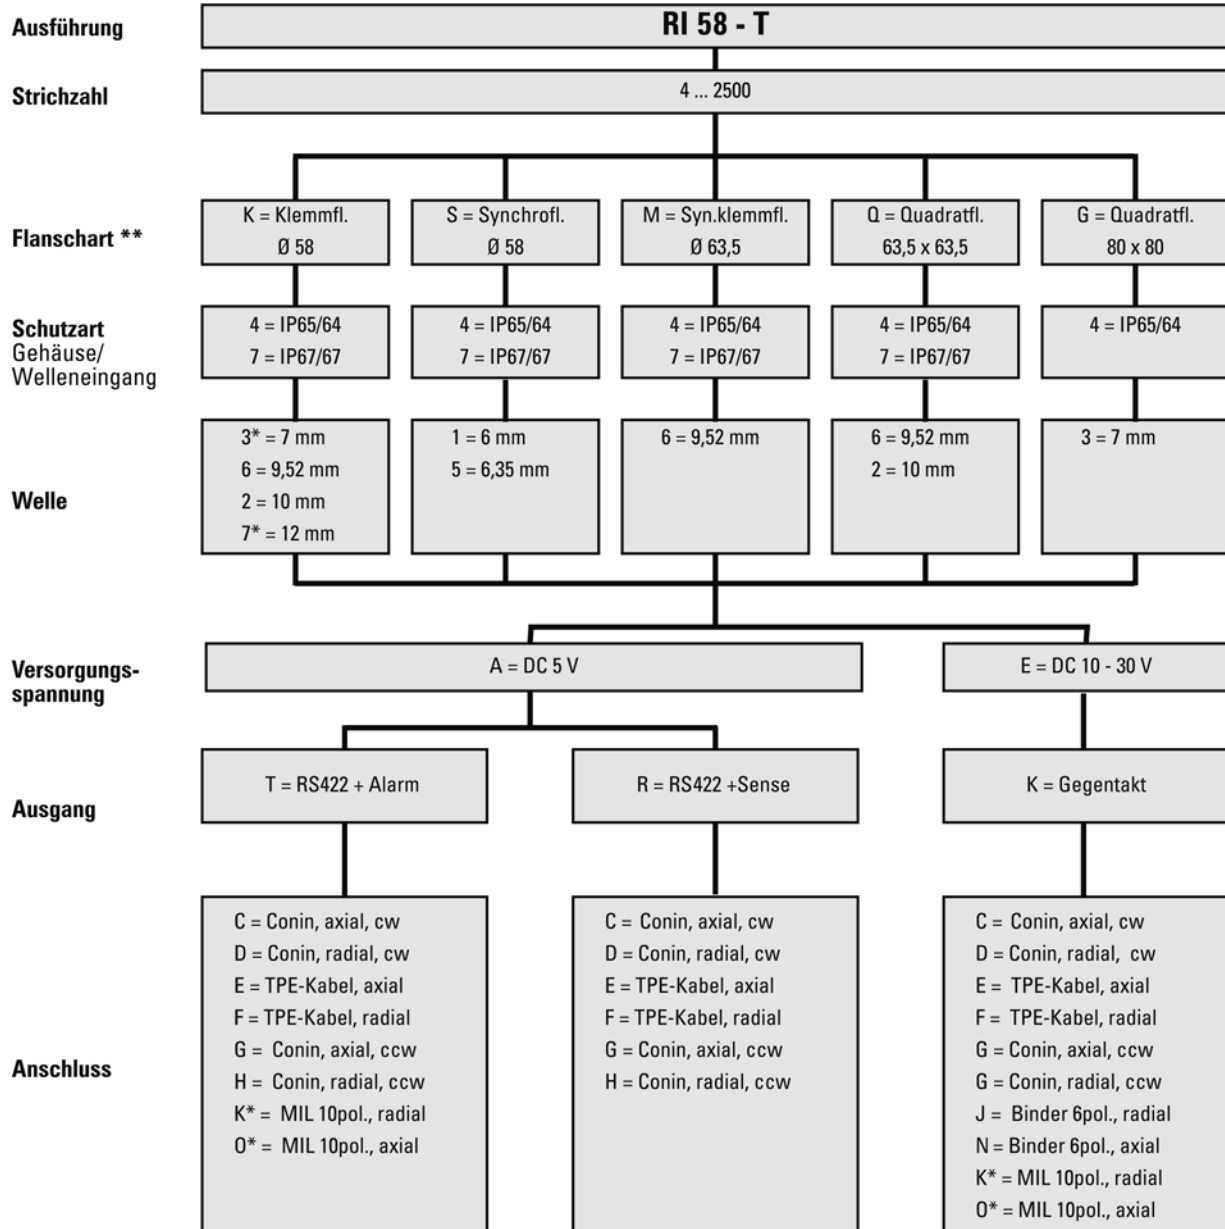 Ausführung
RI 58 - T
Strichzahl
4 ... 2500
Flanschart **
K = Klemmfl.
Ø 58
S = Synchrofl.
Ø 58
M = Syn.klemmfl.
Ø 63,5
Q = Quadratfl.
63,5 x 63,5
G = Quadratfl.
80 x 80
Schutzart
Gehäuse/
Welleneingang
4 = IP65/64
7 = IP67/67
4 = IP65/64
7 = IP67/67
4 = IP65/64
7 = IP67/67
4 = IP65/64
7 = IP67/67
4 = IP65/64
Welle
3* = 7 mm
6 = 9,52 mm
2 = 10 mm
7* = 12 mm
1 = 6 mm
5 = 6,35 mm
6 = 9,52 mm
6 = 9,52 mm
2 = 10 mm
3 = 7 mm
Versorgungs-
spannung
A = DC 5 V
E = DC 10 - 30 V
Ausgang
T = RS422 + Alarm
R = RS422 +Sense
K = Gegentakt
Anschluss
C = Conin, axial, cw
D = Conin, radial, cw
E = TPE-Kabel, axial
F = TPE-Kabel, radial
G = Conin, axial, ccw
H = Conin, radial, ccw
K* = MIL 10pol., radial
O* = MIL 10pol., axial
C = Conin, axial, cw
D = Conin, radial, cw
E = TPE-Kabel, axial
F = TPE-Kabel, radial
G = Conin, axial, ccw
H = Conin, radial, ccw
C = Conin, axial, cw
D = Conin, radial, cw
E = TPE-Kabel, axial
F = TPE-Kabel, radial
G = Conin, axial, ccw
G = Conin, radial, ccw
J = Binder 6pol., radial
N = Binder 6pol., axial
K* = MIL 10pol., radial
O* = MIL 10pol., axial